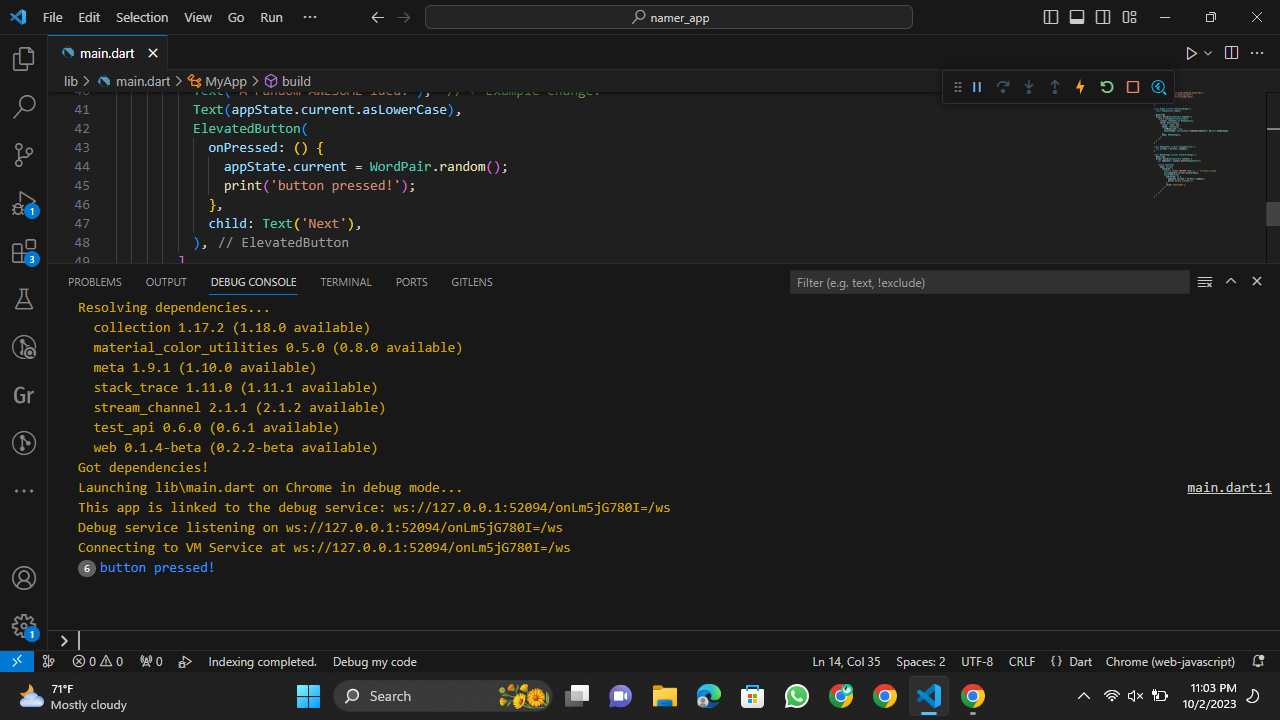 File Edit Selection View Go Run ···
namer_app
main.dart
lib > main.dart > MyApp > build
Text('A random AWESOME idea:'), // ← Example change.
41 Text(appState.current.asLowerCase),
42 ElevatedButton(
43 onPressed: () {
44 appState.current = WordPair.random();
45 print('button pressed!');
46 },
47 child: Text('Next'),
48 ), // ElevatedButton
49 ]
PROBLEMS OUTPUT DEBUG CONSOLE TERMINAL PORTS GITLENS
Filter (e.g. text, !exclude)
Resolving dependencies...
collection 1.17.2 (1.18.0 available)
material_color_utilities 0.5.0 (0.8.0 available)
meta 1.9.1 (1.10.0 available)
stack_trace 1.11.0 (1.11.1 available)
stream_channel 2.1.1 (2.1.2 available)
test_api 0.6.0 (0.6.1 available)
web 0.1.4-beta (0.2.2-beta available)
Got dependencies!
Launching lib\main.dart on Chrome in debug mode... main.dart:1
This app is linked to the debug service: ws://127.0.0.1:52094/onLm5jG780I=/ws
Debug service listening on ws://127.0.0.1:52094/onLm5jG780I=/ws
Connecting to VM Service at ws://127.0.0.1:52094/onLm5jG780I=/ws
6 button pressed!
1
3
Gr
1
>
0 0 0 Indexing completed. Debug my code Ln 14, Col 35 Spaces: 2 UTF-8 CRLF {} Dart Chrome (web-javascript)
71°F
Mostly cloudy
Search
11:03 PM
10/2/2023